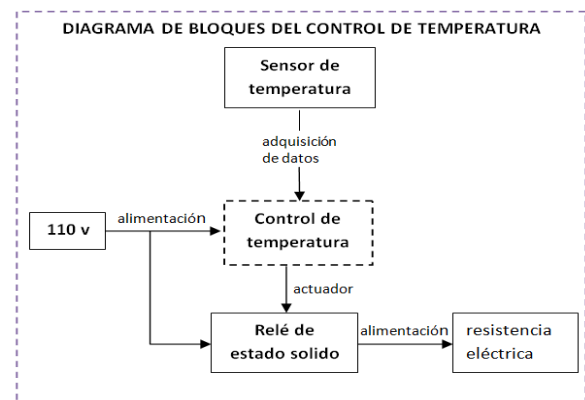 DIAGRAMA DE BLOQUES DEL CONTROL DE TEMPERATURA
Sensor de
temperatura
adquisición
de datos
110 v
alimentación
Control de
temperatura
actuador
Relé de
estado solido
alimentación
resistencia
eléctrica